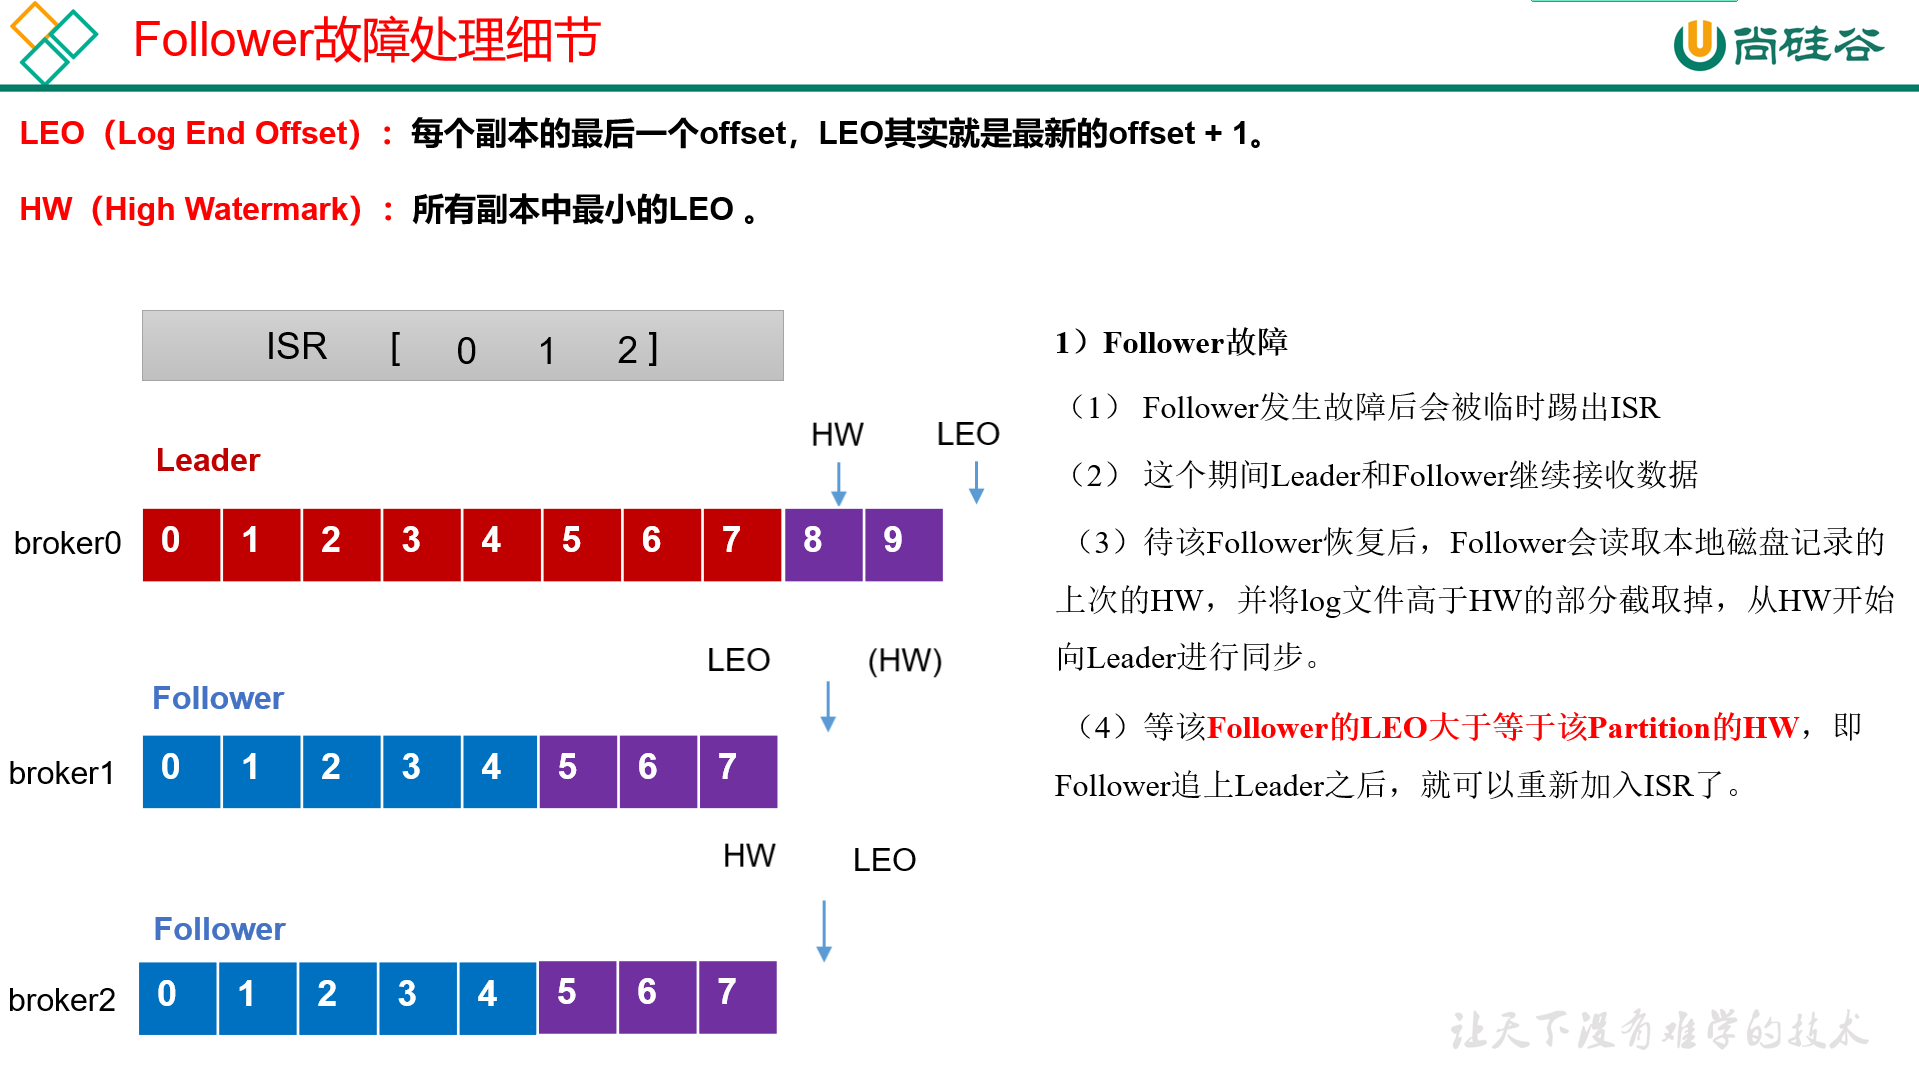 Follower故障处理细节
尚硅谷
LEO（Log End Offset）：每个副本的最后一个offset，LEO其实就是最新的offset + 1。
HW（High Watermark）：所有副本中最小的LEO 。
ISR [ 0 1 2 ]
HW LEO
Leader
broker0 0 1 2 3 4 5 6 7 8 9
LEO (HW)
Follower
broker1 0 1 2 3 4 5 6 7
HW LEO
Follower
broker2 0 1 2 3 4 5 6 7
1）Follower故障
（1） Follower发生故障后会被临时踢出ISR
（2） 这个期间Leader和Follower继续接收数据
（3）待该Follower恢复后，Follower会读取本地磁盘记录的
上次的HW，并将log文件高于HW的部分截取掉，从HW开始
向Leader进行同步。
（4）等该Follower的LEO大于等于该Partition的HW，即
Follower追上Leader之后，就可以重新加入ISR了。
让天下没有难学的技术